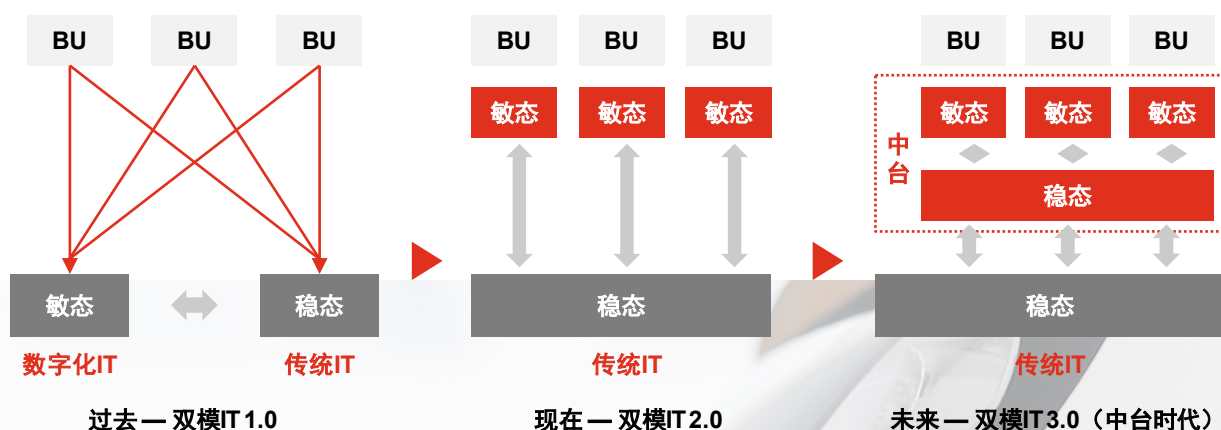 BU BU BU BU BU BU BU BU BU
敏态 敏态 敏态 敏态 敏态 敏态
中台
稳态
敏态 稳态 稳态 稳态
数字化IT 传统IT 传统IT 传统IT
过去 — 双模IT 1.0 现在 — 双模IT 2.0 未来 — 双模IT 3.0（中台时代）